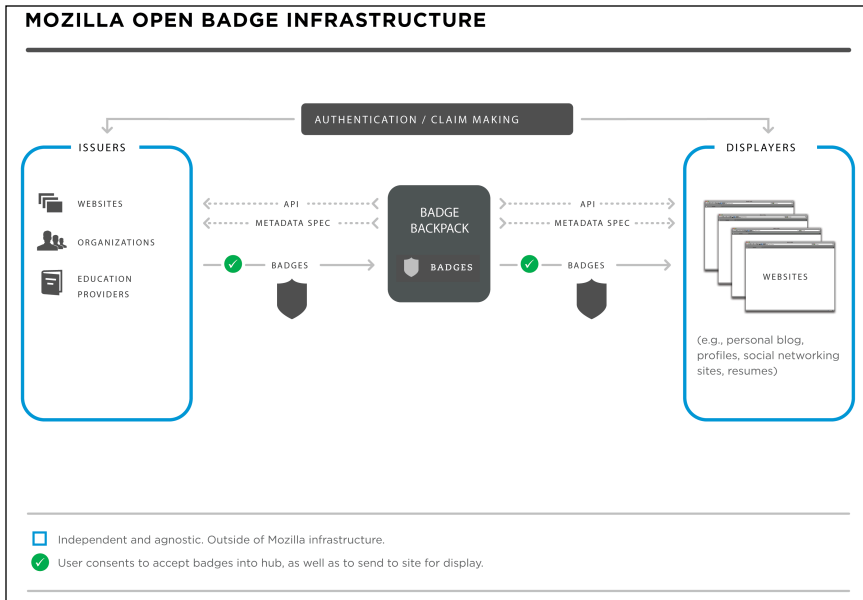 MOZILLA OPEN BADGE INFRASTRUCTURE
AUTHENTICATION / CLAIM MAKING
ISSUERS
WEBSITES
ORGANIZATIONS
EDUCATION
PROVIDERS
API
METADATA SPEC
BADGES
BADGE
BACKPACK
BADGES
API
METADATA SPEC
BADGES
DISPLAYERS
WEBSITES
(e.g., personal blog,
profiles, social networking
sites, resumes)
Independent and agnostic. Outside of Mozilla infrastructure.
User consents to accept badges into hub, as well as to send to site for display.